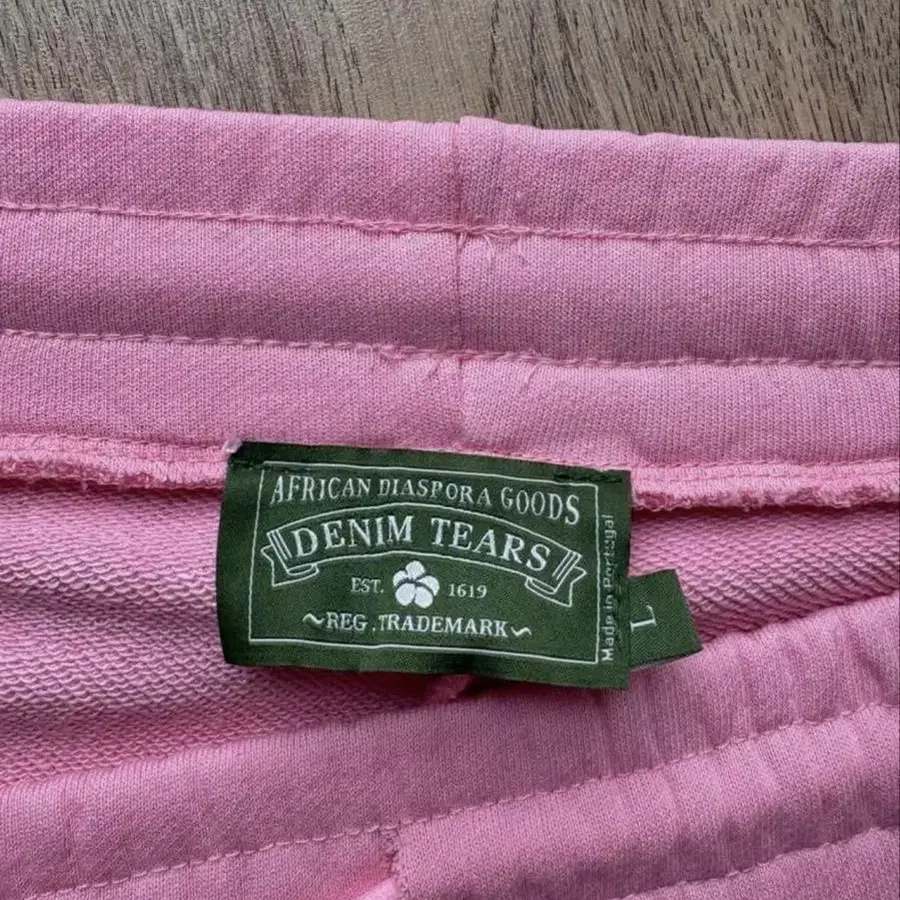 AFRICAN DIASPORA GOODS
DENIM TEARS
EST. 1619
~REG.TRADEMARK~
Made in Portugal
L